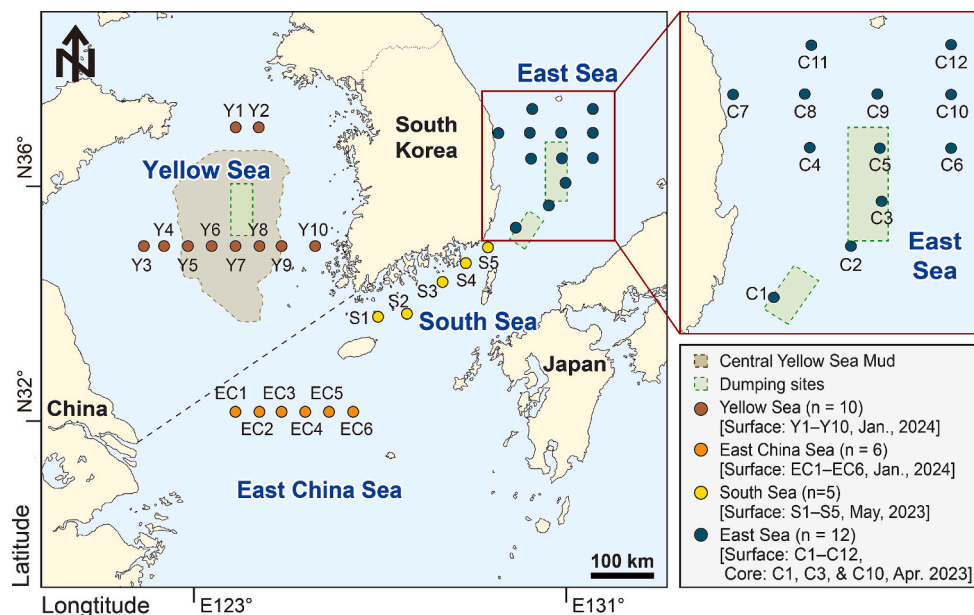 N
East Sea
South
Korea
Y1 Y2
Yellow Sea
Y4 Y6 Y8 Y10
Y3 Y5 Y7 Y9
S5
S4
S3
S2
S1
South Sea
Japan
China
EC1 EC3 EC5
EC2 EC4 EC6
East China Sea
N36°
N32°
Latitude
Longtitude
E123°
E131°
100 km
C11 C12
C7 C8 C9 C10
C4 C5 C6
C3
East
Sea
C2
C1
Central Yellow Sea Mud
Dumping sites
Yellow Sea (n = 10)
[Surface: Y1–Y10, Jan., 2024]
East China Sea (n = 6)
[Surface: EC1–EC6, Jan., 2024]
South Sea (n=5)
[Surface: S1–S5, May, 2023]
East Sea (n = 12)
[Surface: C1–C12,
Core: C1, C3, & C10, Apr. 2023]